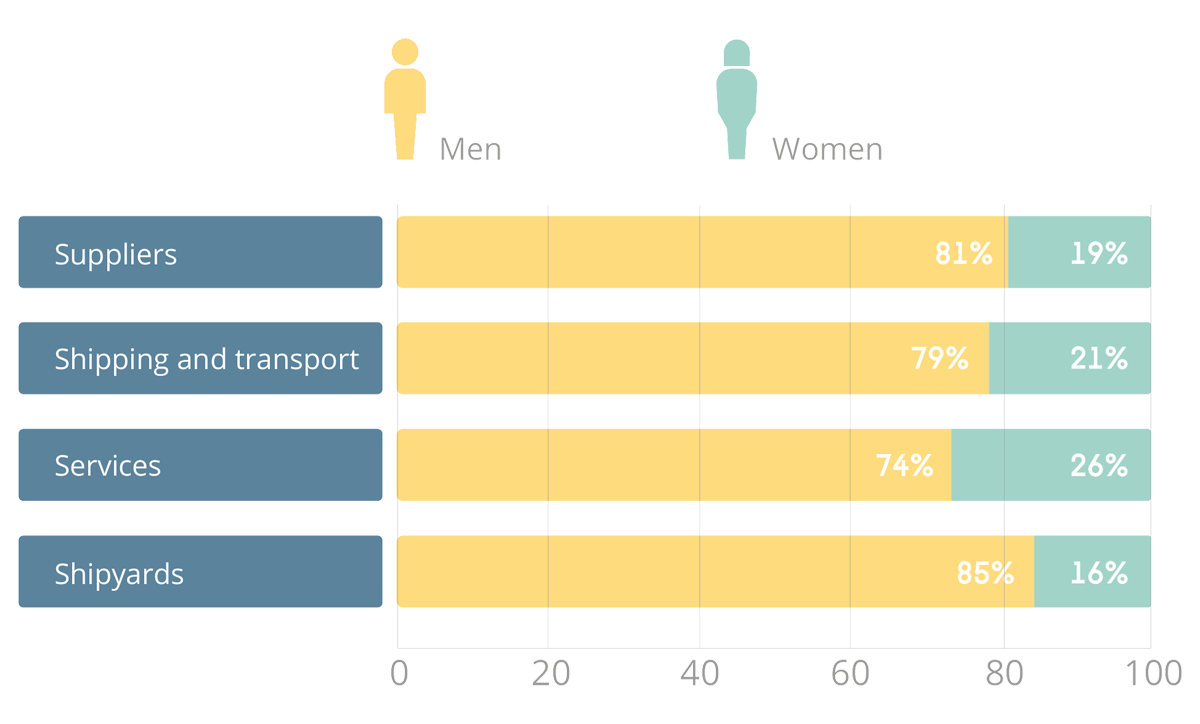 Men
Women
Suppliers
81%
19%
Shipping and transport
79%
21%
Services
74%
26%
Shipyards
85%
16%
0 20 40 60 80 100